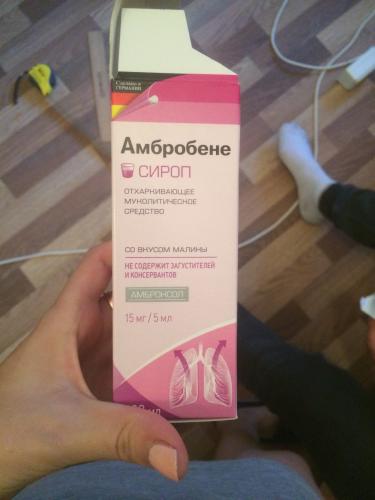 Сделано в
ГЕРМАНИИ
Амбробене
СИРОП
ОТХАРКИВАЮЩЕЕ
МУКОЛИТИЧЕСКОЕ
СРЕДСТВО
СО ВКУСОМ МАЛИНЫ
НЕ СОДЕРЖИТ ЗАГУСТИТЕЛЕЙ
И КОНСЕРВАНТОВ
АМБРОКСОЛ
15 мг/5 мл
мл